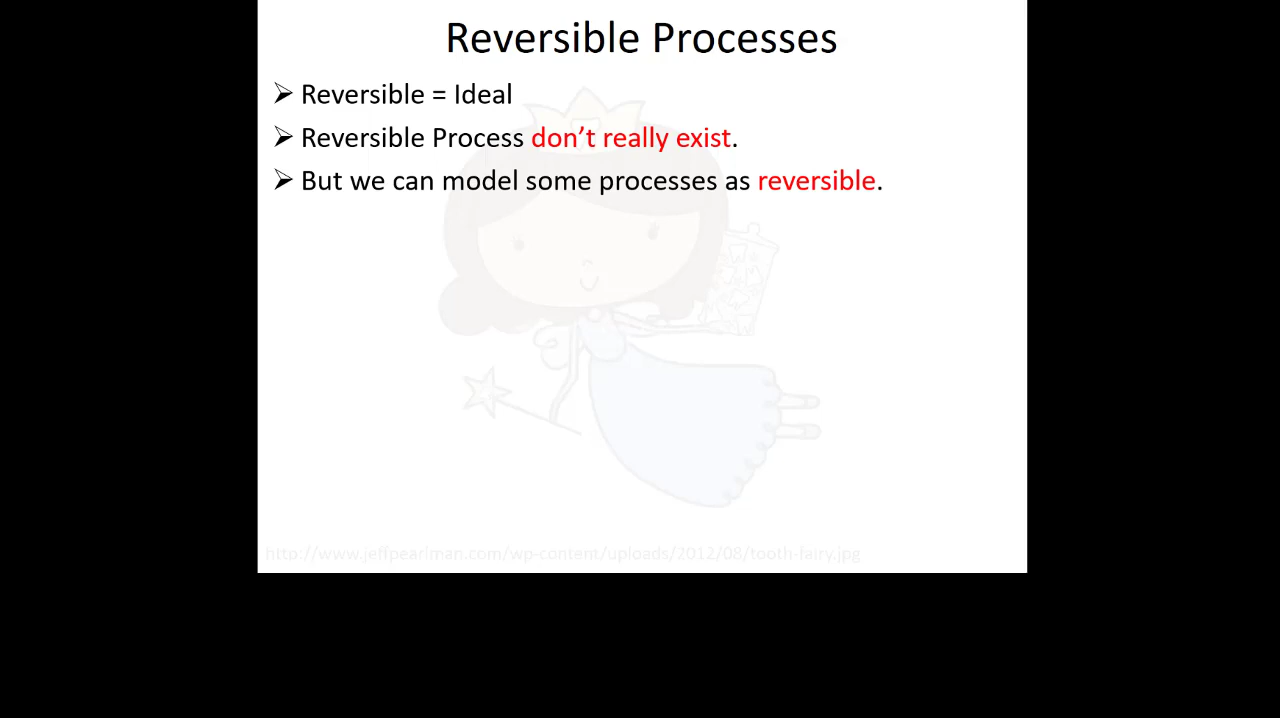 Reversible Processes
➢ Reversible = Ideal
➢ Reversible Process don't really exist.
➢ But we can model some processes as reversible.
http://www.jeffpearlman.com/wp-content/uploads/2012/08/tooth-fairy.jpg